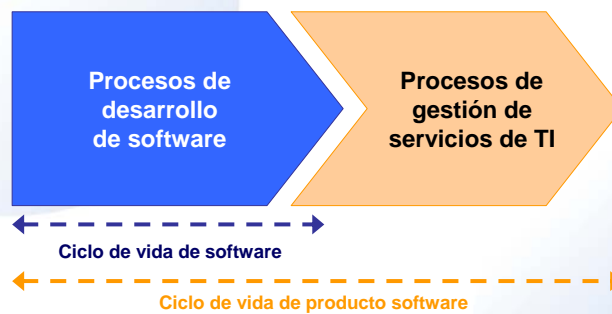 Procesos de
desarrollo
de software
Procesos de
gestión de
servicios de TI
Ciclo de vida de software
Ciclo de vida de producto software